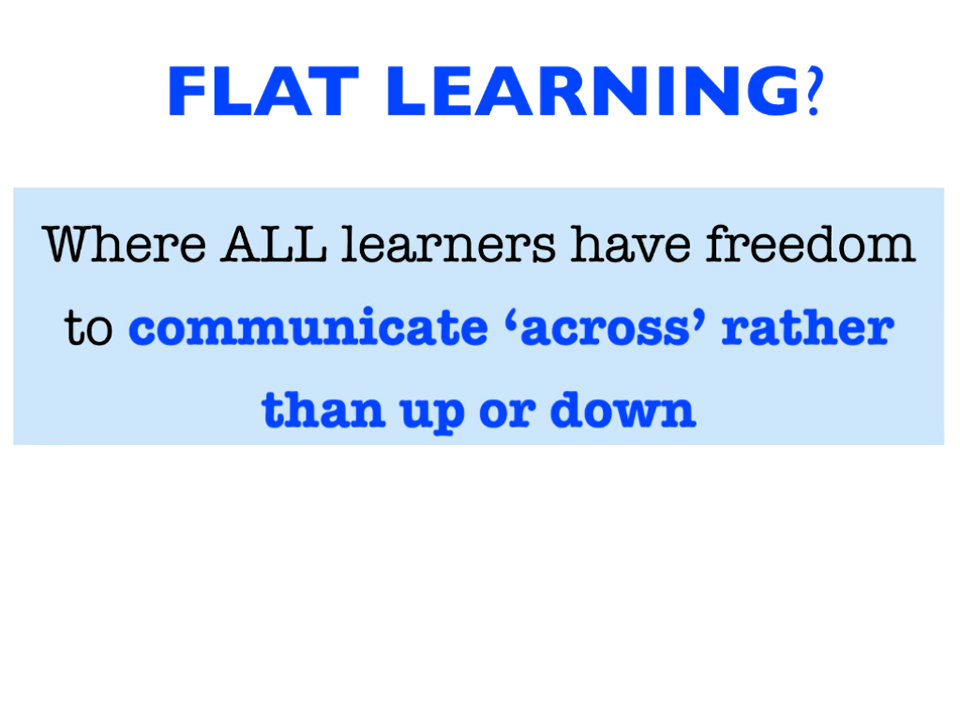 FLAT LEARNING?
Where ALL learners have freedom
to communicate ‘across’ rather
than up or down